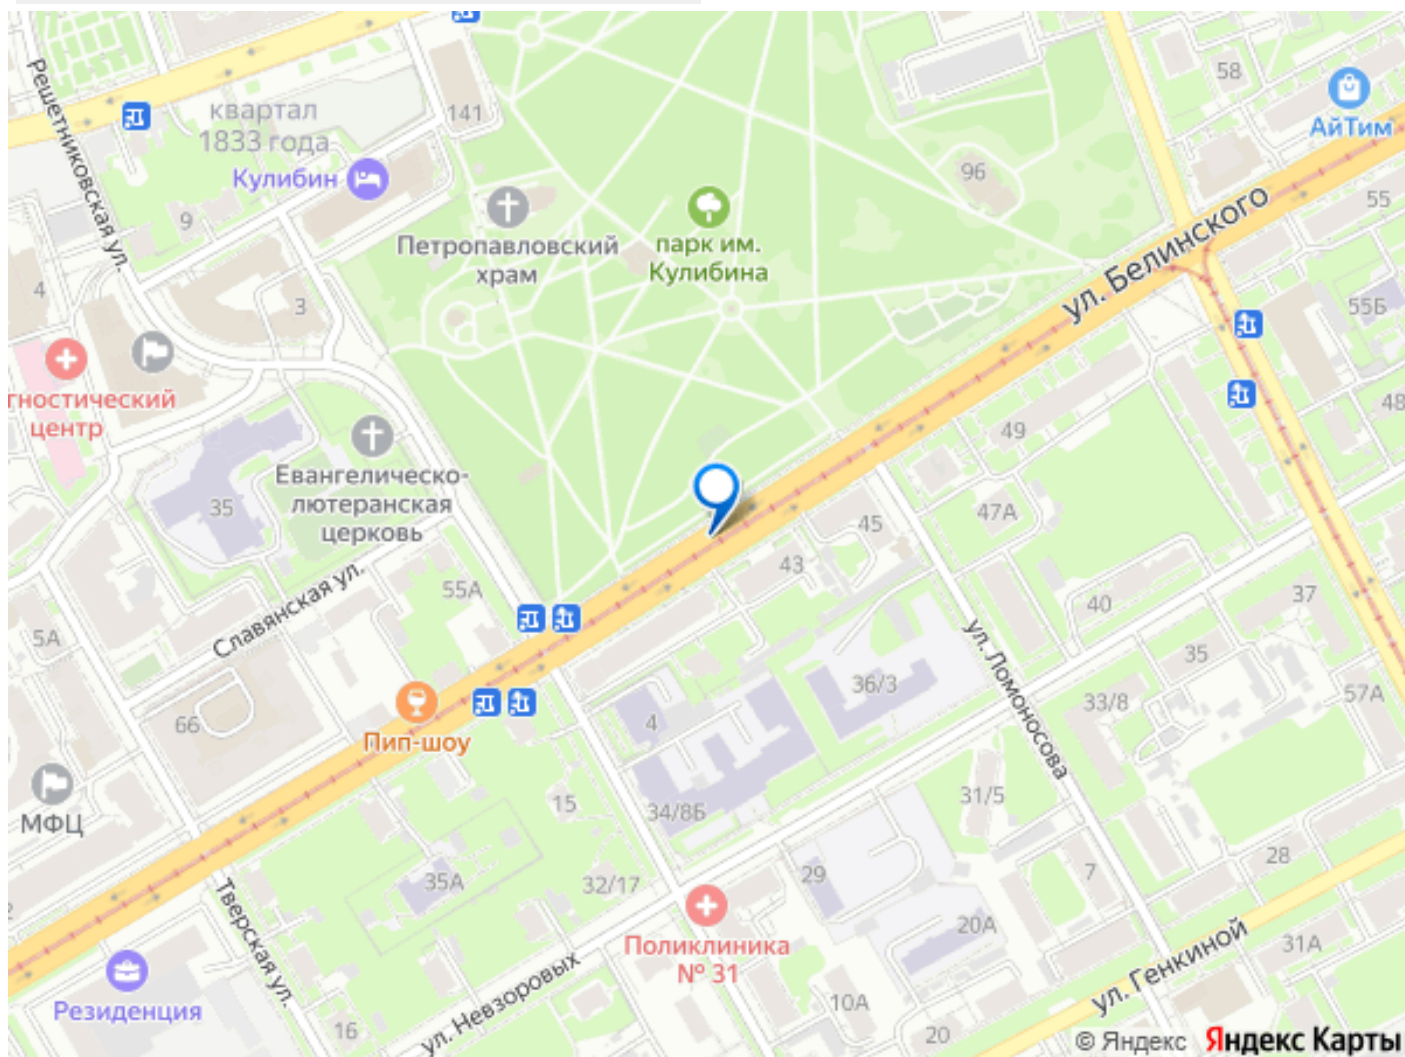 58
АйТим
141
квартал
1833 года
Кулибин
Решетниковская ул.
96
55
9
Петропавловский
храм
парк им.
Кулибина
ул. Белинского
4
3
55Б
гностический
центр
48
49
Евангелическо-
лютеранская
церковь
35
47А
45
43
Славянская ул.
55А
40
37
5А
ул. Ломоносова
35
36/3
33/8
57А
4
66
Пип-шоу
МФЦ
15
34/8Б
31/5
28
7
35А
32/17
29
2
Тверская ул.
Поликлиника
№ 31
20А
31А
ул. Генкиной
Резиденция
ул. Невзоровых
16
10А
20
© Яндекс Яндекс Карты